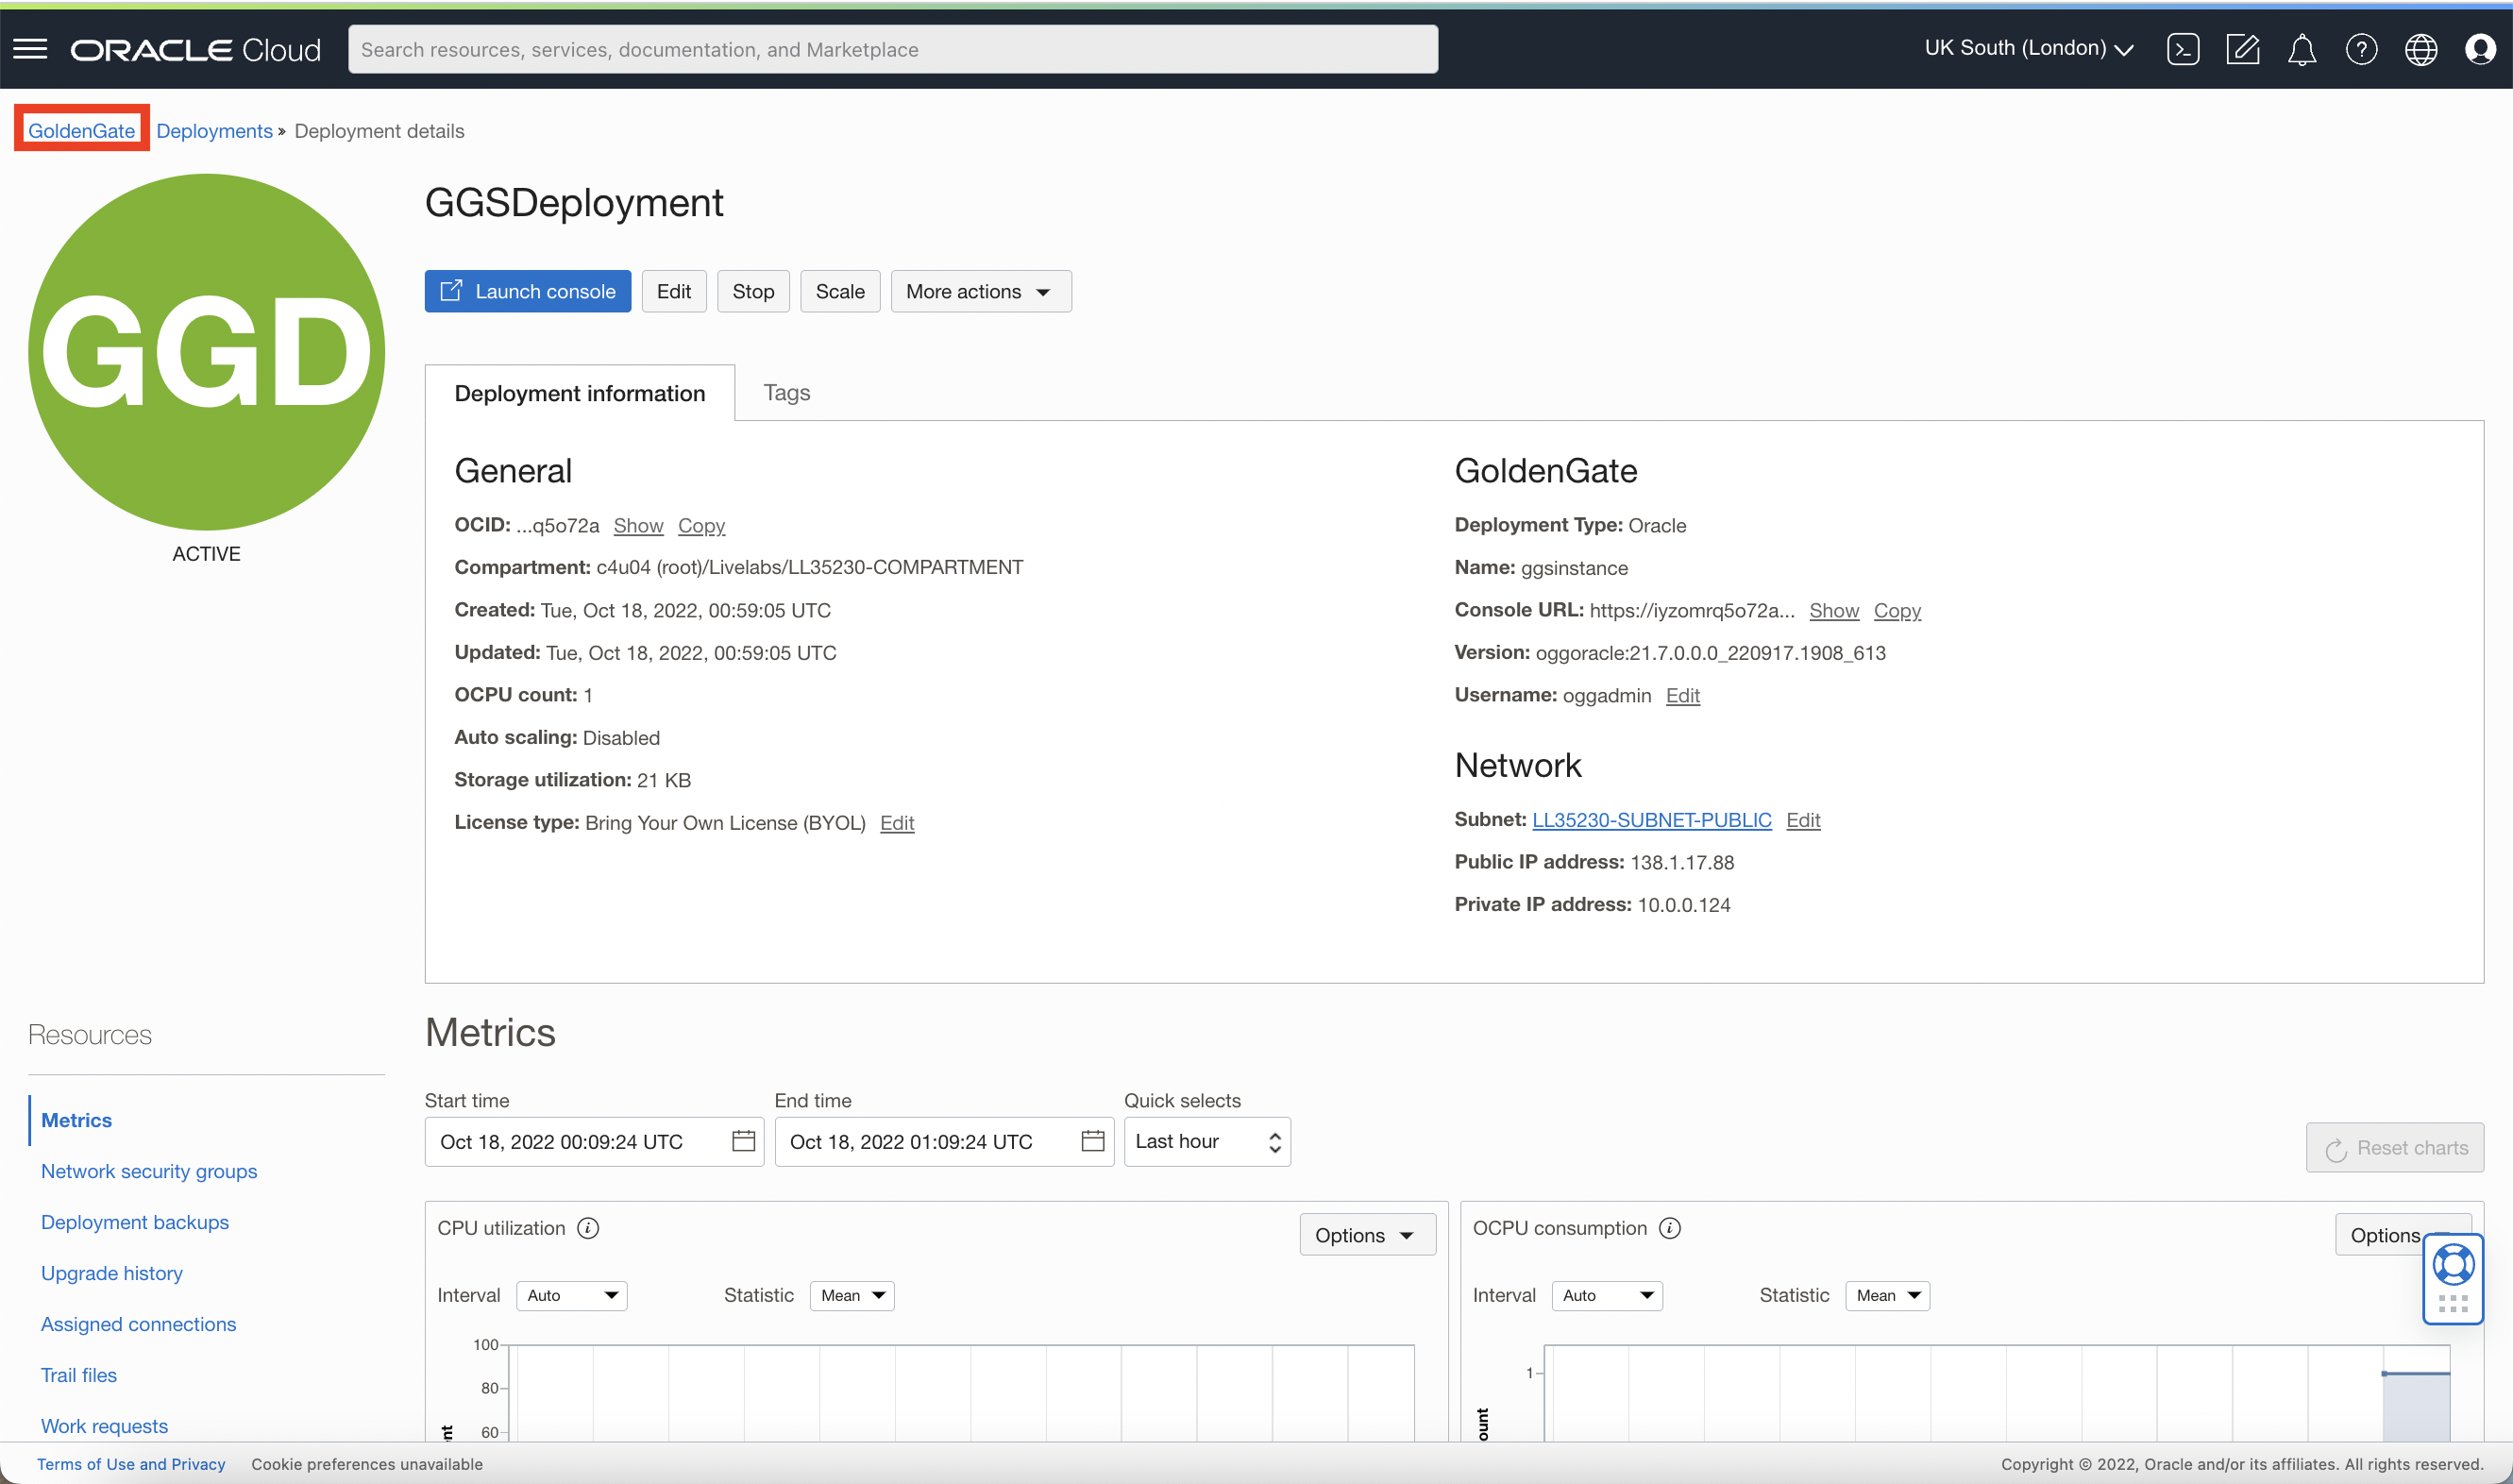 ORACLE Cloud
Search resources, services, documentation, and Marketplace
UK South (London)
GoldenGate Deployments » Deployment details
GGD
ACTIVE
GGSDeployment
Launch console Edit Stop Scale More actions
Deployment information Tags
General
OCID: ...q5o72a Show Copy
Compartment: c4u04 (root)/Livelabs/LL35230-COMPARTMENT
Created: Tue, Oct 18, 2022, 00:59:05 UTC
Updated: Tue, Oct 18, 2022, 00:59:05 UTC
OCPU count: 1
Auto scaling: Disabled
Storage utilization: 21 KB
License type: Bring Your Own License (BYOL) Edit
GoldenGate
Deployment Type: Oracle
Name: ggsinstance
Console URL: https://iyzomrq5o72a... Show Copy
Version: oggoracle:21.7.0.0.0_220917.1908_613
Username: oggadmin Edit
Network
Subnet: LL35230-SUBNET-PUBLIC Edit
Public IP address: 138.1.17.88
Private IP address: 10.0.0.124
Resources
Metrics
Network security groups
Deployment backups
Upgrade history
Assigned connections
Trail files
Work requests
Metrics
Start time End time Quick selects
Oct 18, 2022 00:09:24 UTC Oct 18, 2022 01:09:24 UTC Last hour
Reset charts
CPU utilization Options
Interval Auto Statistic Mean
100
80
60
nt
OCPU consumption Options
Interval Auto Statistic Mean
1
ount
Terms of Use and Privacy Cookie preferences unavailable
Copyright © 2022, Oracle and/or its affiliates. All rights reserved.